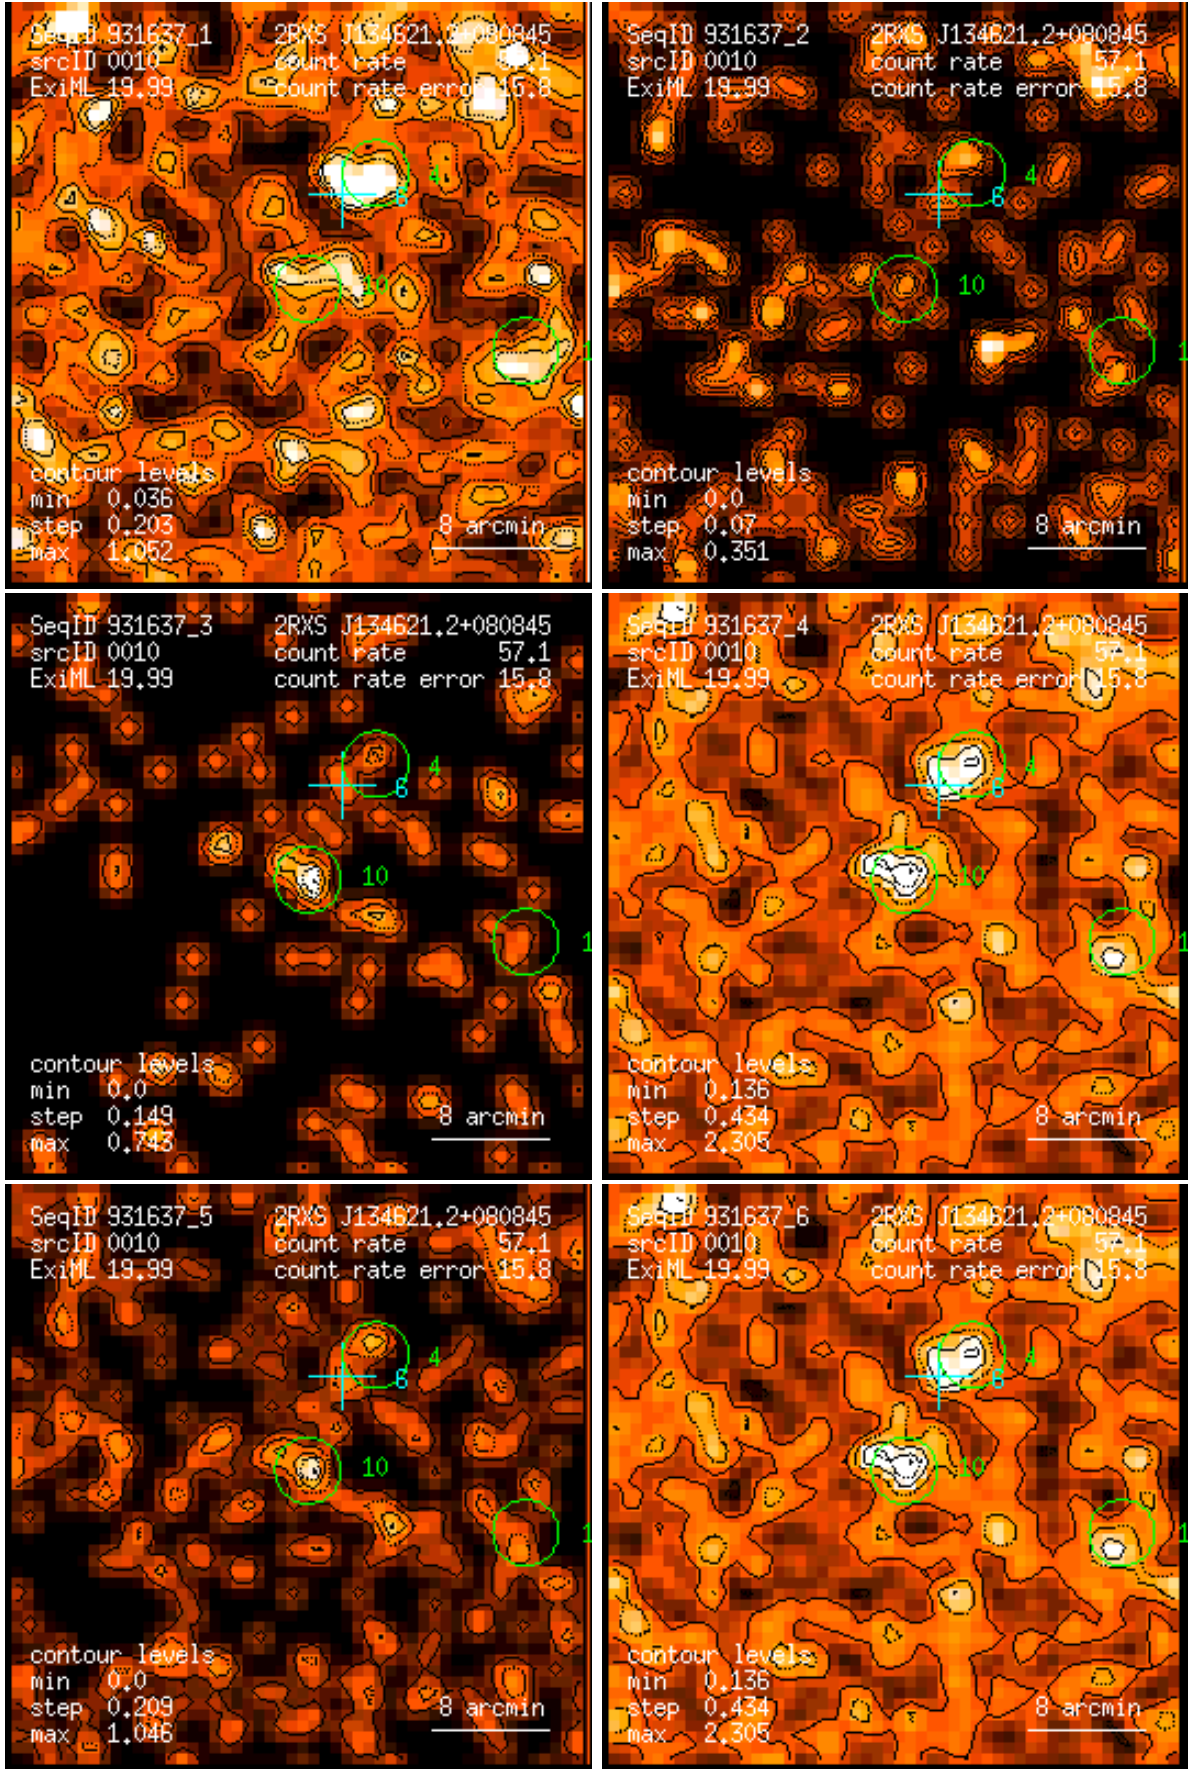 SeqID 931637_1 2RXS J134621.2+080845
srcID 0010 count rate 57.1
ExiML 19.99 count rate error 15.8
4
6
10
1
contour levels
min 0.036
step 0.203 8 arcmin
max 1.052
SeqID 931637_2 2RXS J134621.2+080845
srcID 0010 count rate 57.1
ExiML 19.99 count rate error 15.8
4
6
10
1
contour levels
min 0.0
step 0.07 8 arcmin
max 0.351
SeqID 931637_3 2RXS J134621.2+080845
srcID 0010 count rate 57.1
ExiML 19.99 count rate error 15.8
4
6
10
1
contour levels
min 0.0
step 0.149 8 arcmin
max 0.743
SeqID 931637_4 2RXS J134621.2+080845
srcID 0010 count rate 57.1
ExiML 19.99 count rate error 15.8
4
6
10
1
contour levels
min 0.136
step 0.434 8 arcmin
max 2.305
SeqID 931637_5 2RXS J134621.2+080845
srcID 0010 count rate 57.1
ExiML 19.99 count rate error 15.8
4
6
10
1
contour levels
min 0.0
step 0.209 8 arcmin
max 1.046
SeqID 931637_6 2RXS J134621.2+080845
srcID 0010 count rate 57.1
ExiML 19.99 count rate error 15.8
4
6
10
1
contour levels
min 0.136
step 0.434 8 arcmin
max 2.305